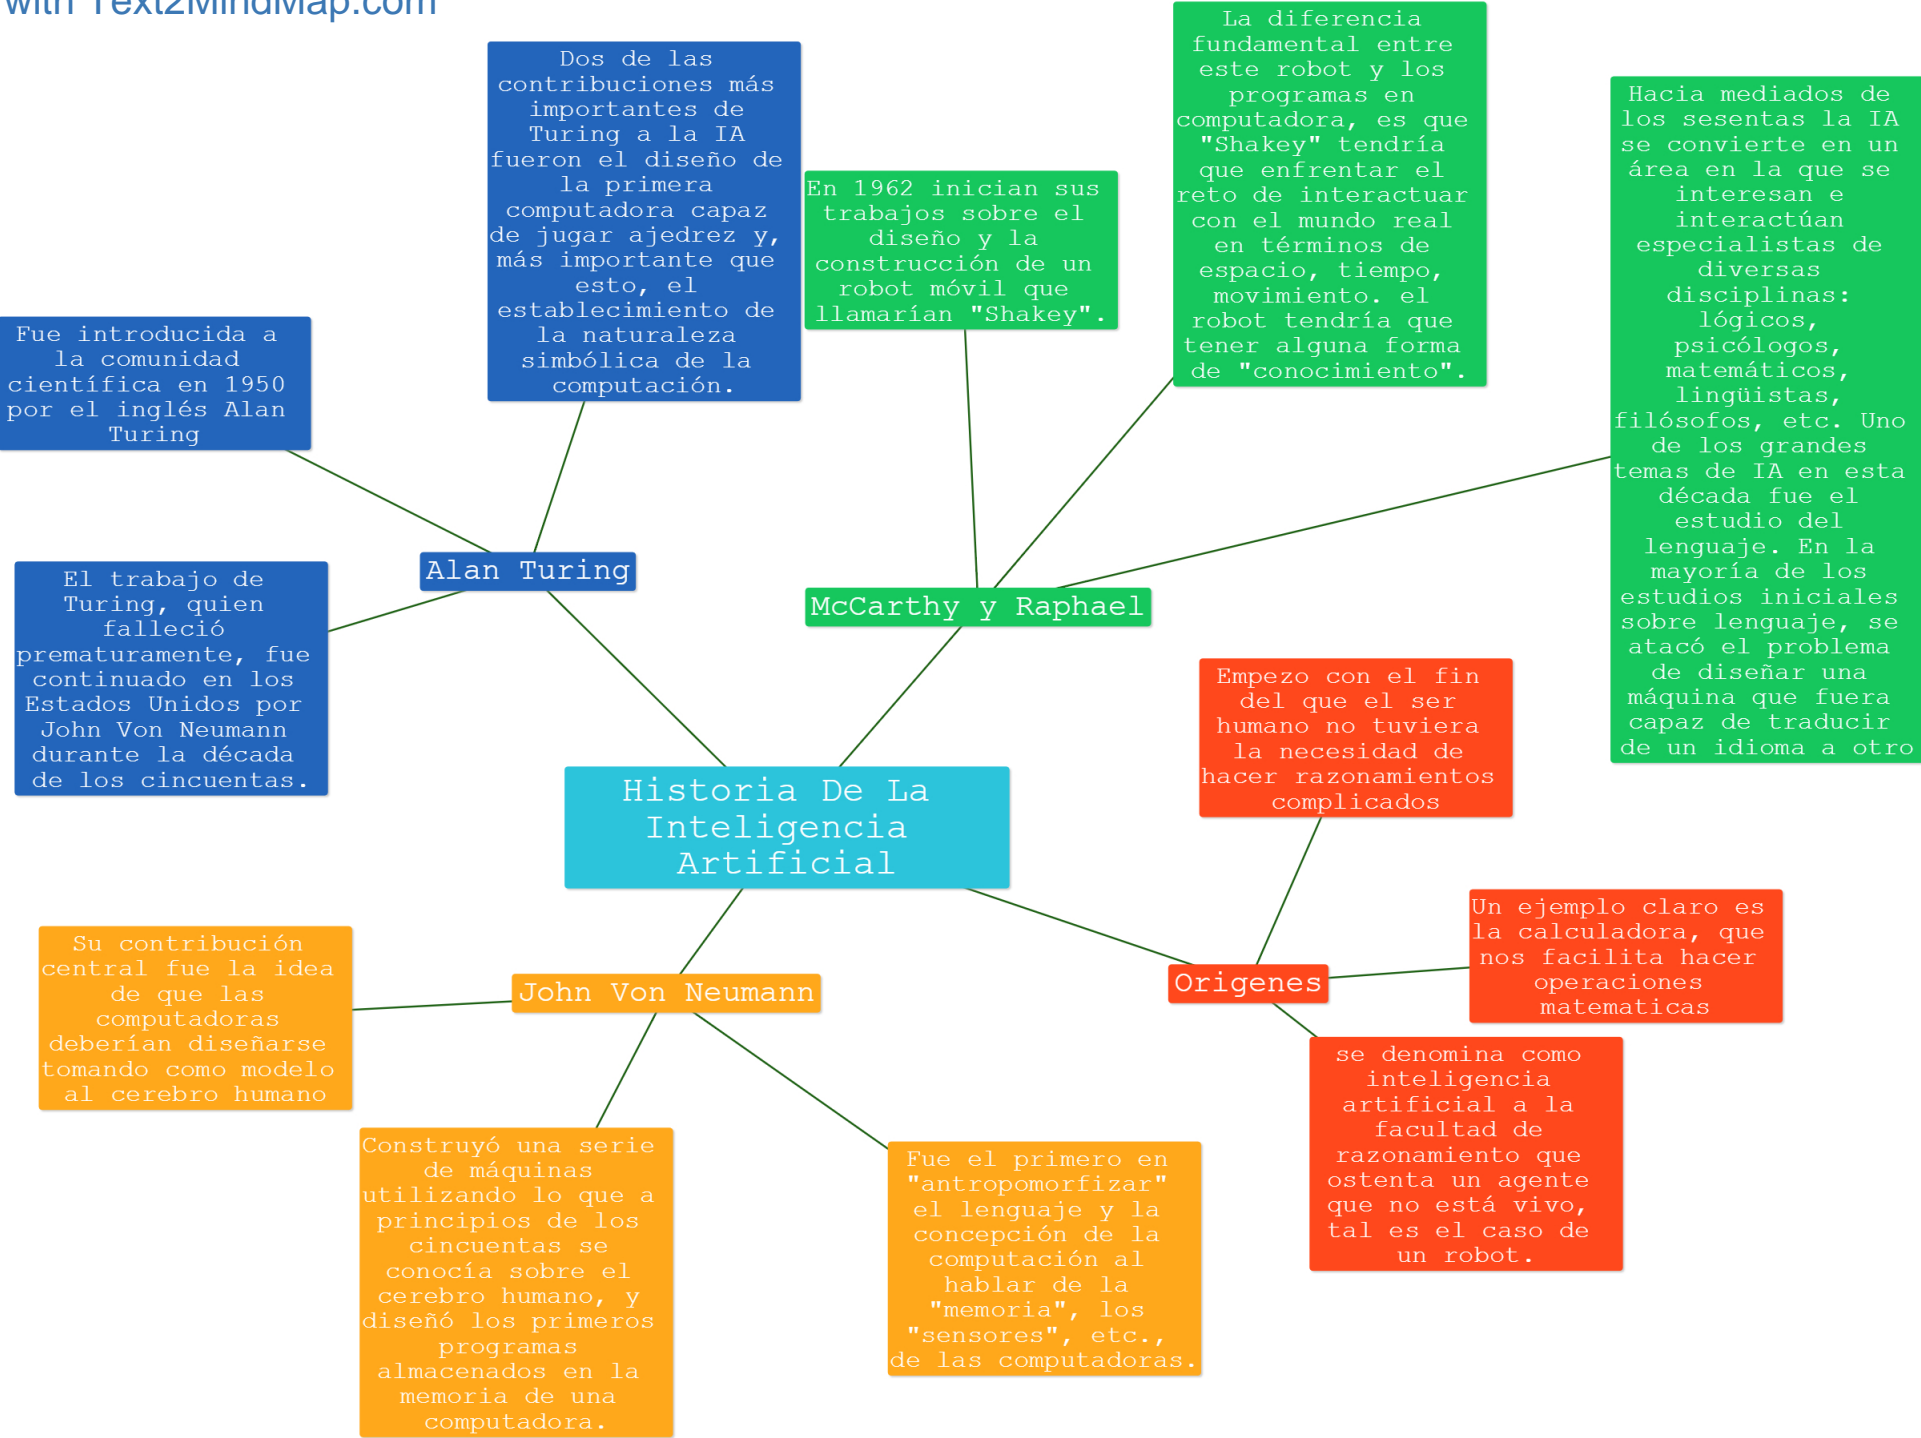 with Text2MindMap.com
Dos de las
contribuciones más
importantes de
Turing a la IA
fueron el diseño de
la primera
computadora capaz
de jugar ajedrez y,
más importante que
esto, el
establecimiento de
la naturaleza
simbólica de la
computación.
Fue introducida a
la comunidad
científica en 1950
por el inglés Alan
Turing
El trabajo de
Turing, quien
falleció
prematuramente, fue
continuado en los
Estados Unidos por
John Von Neumann
durante la década
de los cincuentas.
Alan Turing
En 1962 inician sus
trabajos sobre el
diseño y la
construcción de un
robot móvil que
llamarían "Shakey".
La diferencia
fundamental entre
este robot y los
programas en
computadora, es que
"Shakey" tendría
que enfrentar el
reto de interactuar
con el mundo real
en términos de
espacio, tiempo,
movimiento. el
robot tendría que
tener alguna forma
de "conocimiento".
Hacia mediados de
los sesentas la IA
se convierte en un
área en la que se
interesan e
interactúan
especialistas de
diversas
disciplinas:
lógicos,
psicólogos,
matemáticos,
lingüistas,
filósofos, etc. Uno
de los grandes
temas de IA en esta
década fue el
estudio del
lenguaje. En la
mayoría de los
estudios iniciales
sobre lenguaje, se
atacó el problema
de diseñar una
máquina que fuera
capaz de traducir
de un idioma a otro
McCarthy y Raphael
Historia De La
Inteligencia
Artificial
Empezo con el fin
del que el ser
humano no tuviera
la necesidad de
hacer razonamientos
complicados
Un ejemplo claro es
la calculadora, que
nos facilita hacer
operaciones
matematicas
Origenes
se denomina como
inteligencia
artificial a la
facultad de
razonamiento que
ostenta un agente
que no está vivo,
tal es el caso de
un robot.
Su contribución
central fue la idea
de que las
computadoras
deberían diseñarse
tomando como modelo
al cerebro humano
John Von Neumann
Construyó una serie
de máquinas
utilizando lo que a
principios de los
cincuentas se
conocía sobre el
cerebro humano, y
diseñó los primeros
programas
almacenados en la
memoria de una
computadora.
Fue el primero en
"antropomorfizar"
el lenguaje y la
concepción de la
computación al
hablar de la
"memoria", los
"sensores", etc.,
de las computadoras.